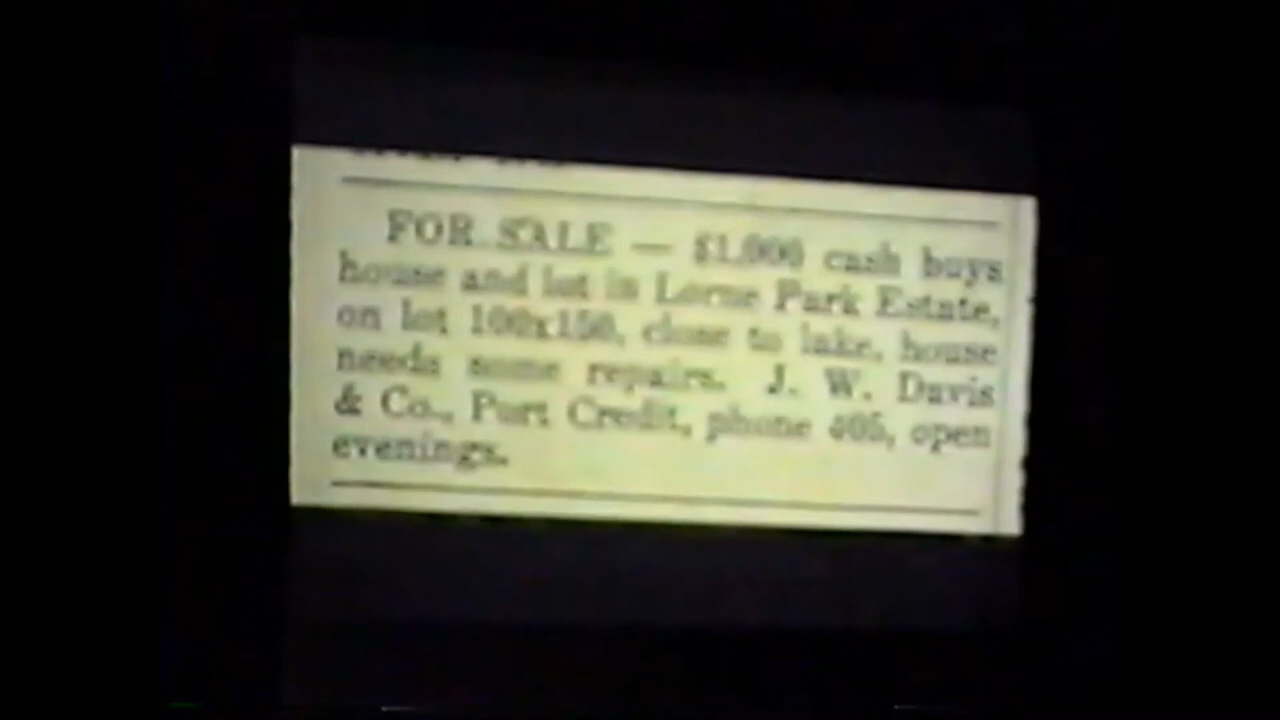 FOR SALE — $1,000 cash buys
house and lot in Lorne Park Estate,
on lot 100x150, close to lake, house
needs some repairs. J. W. Davis
& Co., Port Credit, phone 405, open
evenings.